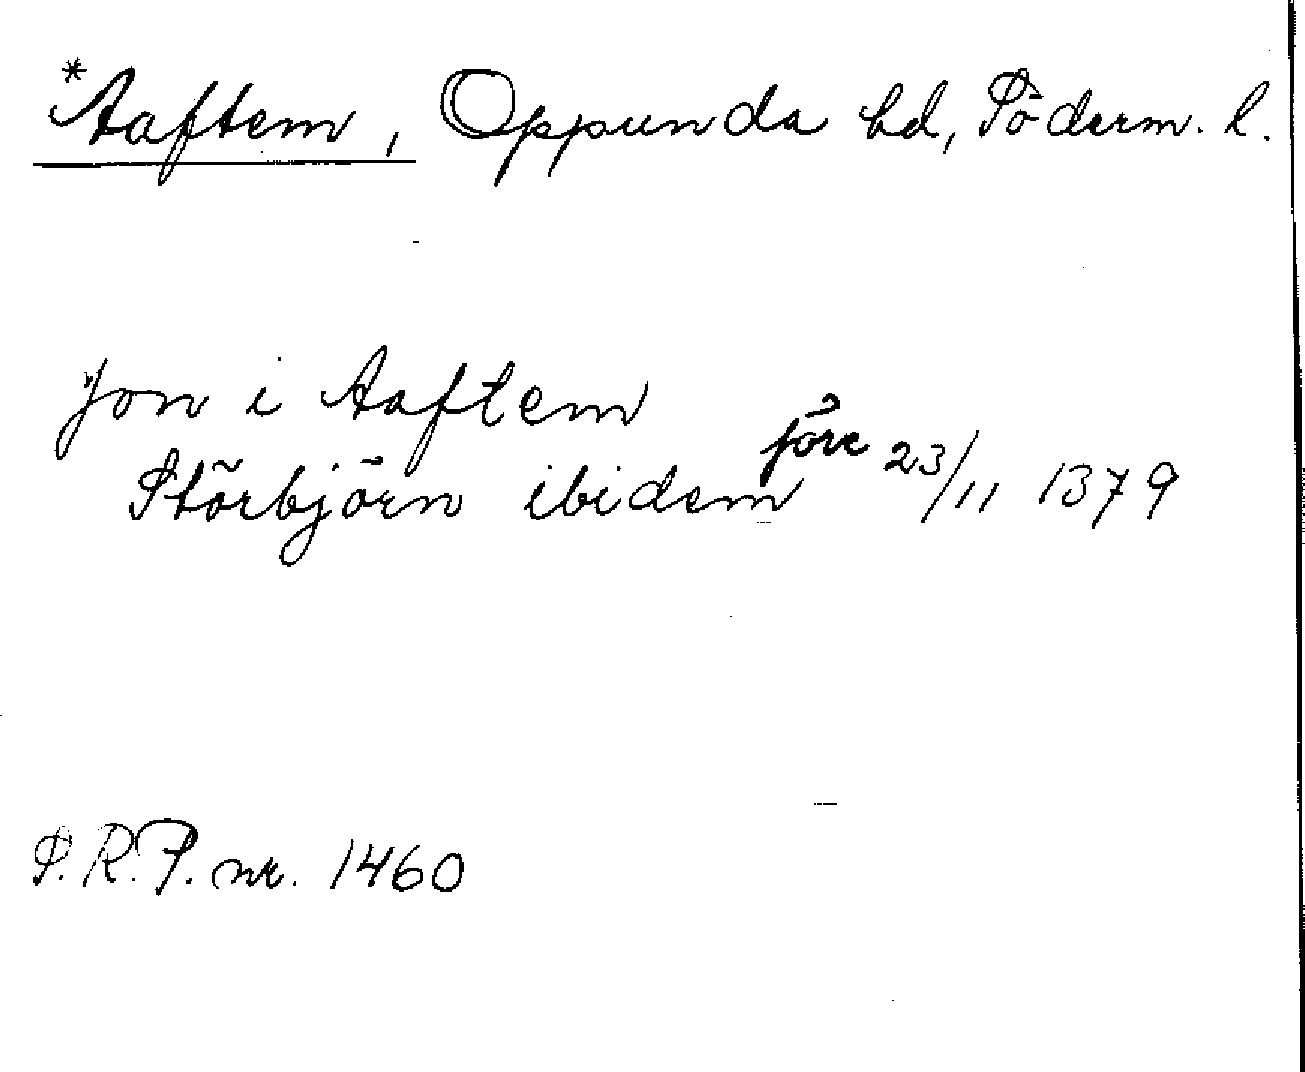 *Aaftem, Oppunda hd, Söderm. l.
Jon i Aaftem
Störbjörn ibidem före 23/11 1379
S.R.P. nr. 1460